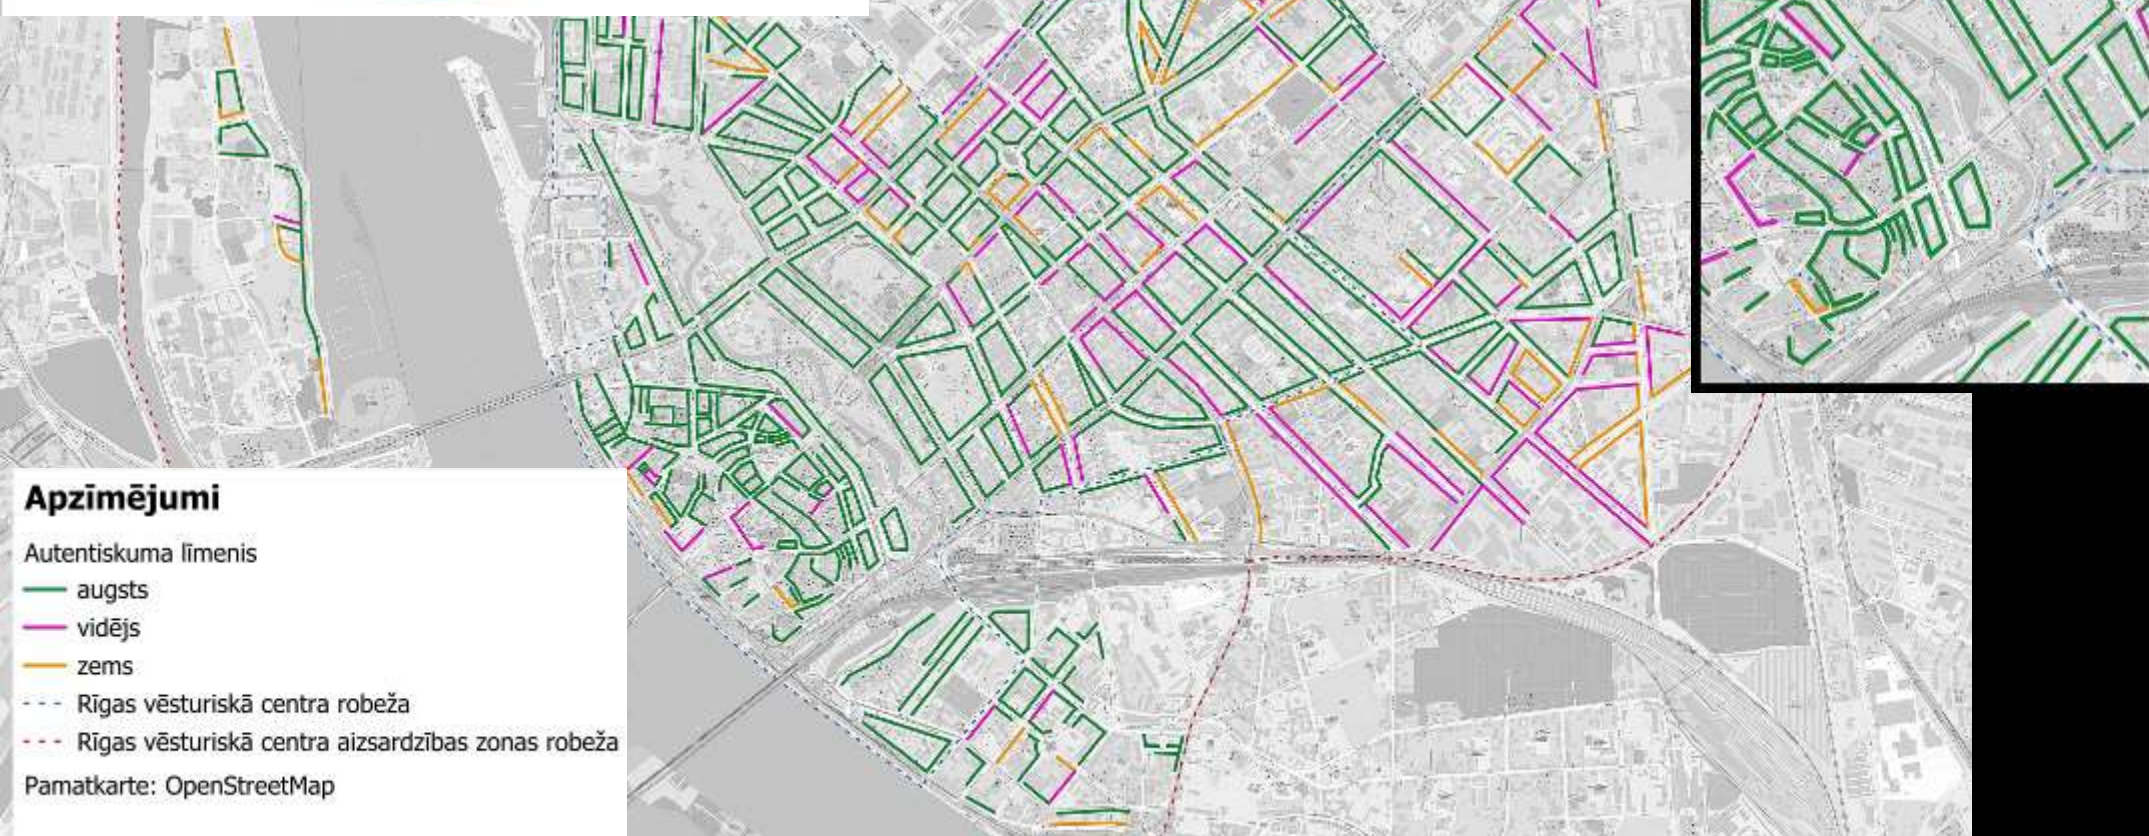 Apzīmējumi
Autentiskuma līmenis
augsts
vidējs
zems
Rīgas vēsturiskā centra robeža
Rīgas vēsturiskā centra aizsardzības zonas robeža
Pamatkarte: OpenStreetMap